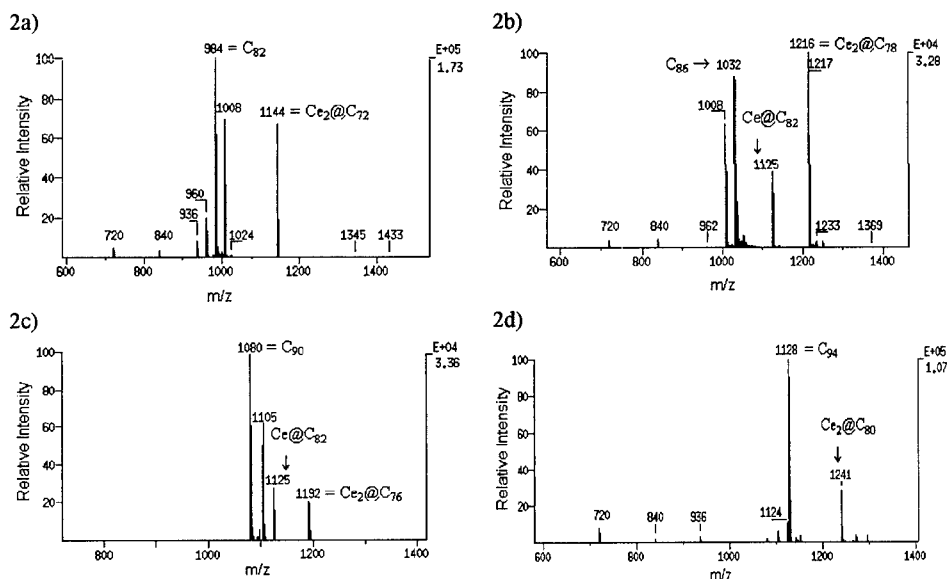 2a)
984 = C82
E+05
1.73
100
80
60
40
20
1008
1144 = Ce2@C72
960
936
720
840
1024
1345
1433
600
800
1000
1200
1400
Relative Intensity
m/z
2b)
1216 = Ce2@C78
E+04
3.28
1217
C86 → 1032
1008
Ce@C82
↓
1125
100
80
60
40
20
720
840
962
1233
1369
600
800
1000
1200
1400
Relative Intensity
m/z
2c)
1080 = C90
E+04
3.36
100
80
60
40
20
1105
Ce@C82
↓
1125
1192 = Ce2@C76
800
1000
1200
1400
Relative Intensity
m/z
2d)
1128 = C94
E+05
1.07
100
80
60
40
20
Ce2@C80
↓
1241
1124
720
840
936
600
800
1000
1200
1400
Relative Intensity
m/z